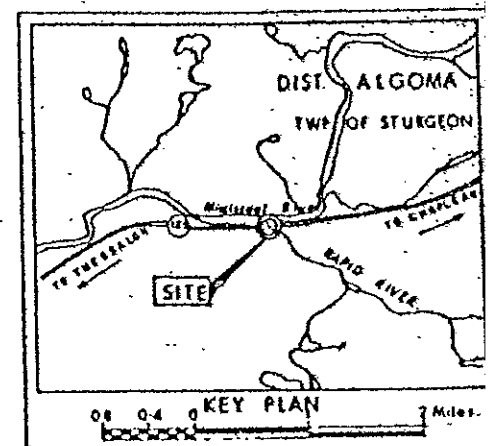 DIST. ALGOMA
TWP OF STURGEON
Mississagi River
TO CHAPLEAU
TO THESSALON
SITE
RAPID RIVER
KEY PLAN
0.8 0.4 0 2 Miles.